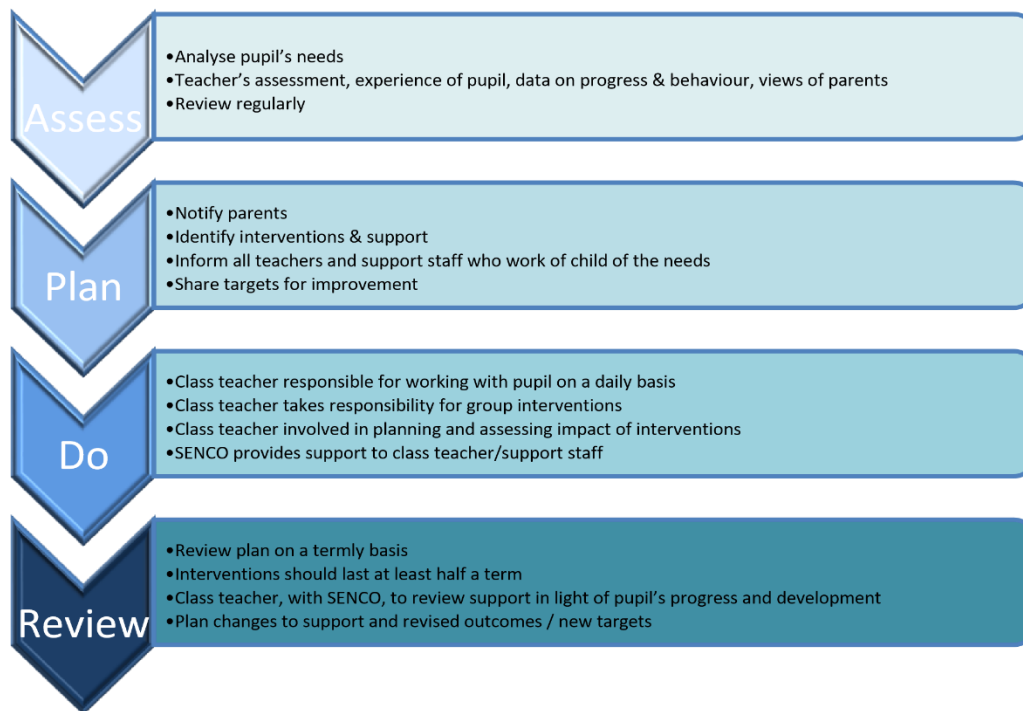 Assess
•Analyse pupil’s needs
•Teacher’s assessment, experience of pupil, data on progress & behaviour, views of parents
•Review regularly
Plan
•Notify parents
•Identify interventions & support
•Inform all teachers and support staff who work of child of the needs
•Share targets for improvement
Do
•Class teacher responsible for working with pupil on a daily basis
•Class teacher takes responsibility for group interventions
•Class teacher involved in planning and assessing impact of interventions
•SENCO provides support to class teacher/support staff
Review
•Review plan on a termly basis
•Interventions should last at least half a term
•Class teacher, with SENCO, to review support in light of pupil’s progress and development
•Plan changes to support and revised outcomes / new targets